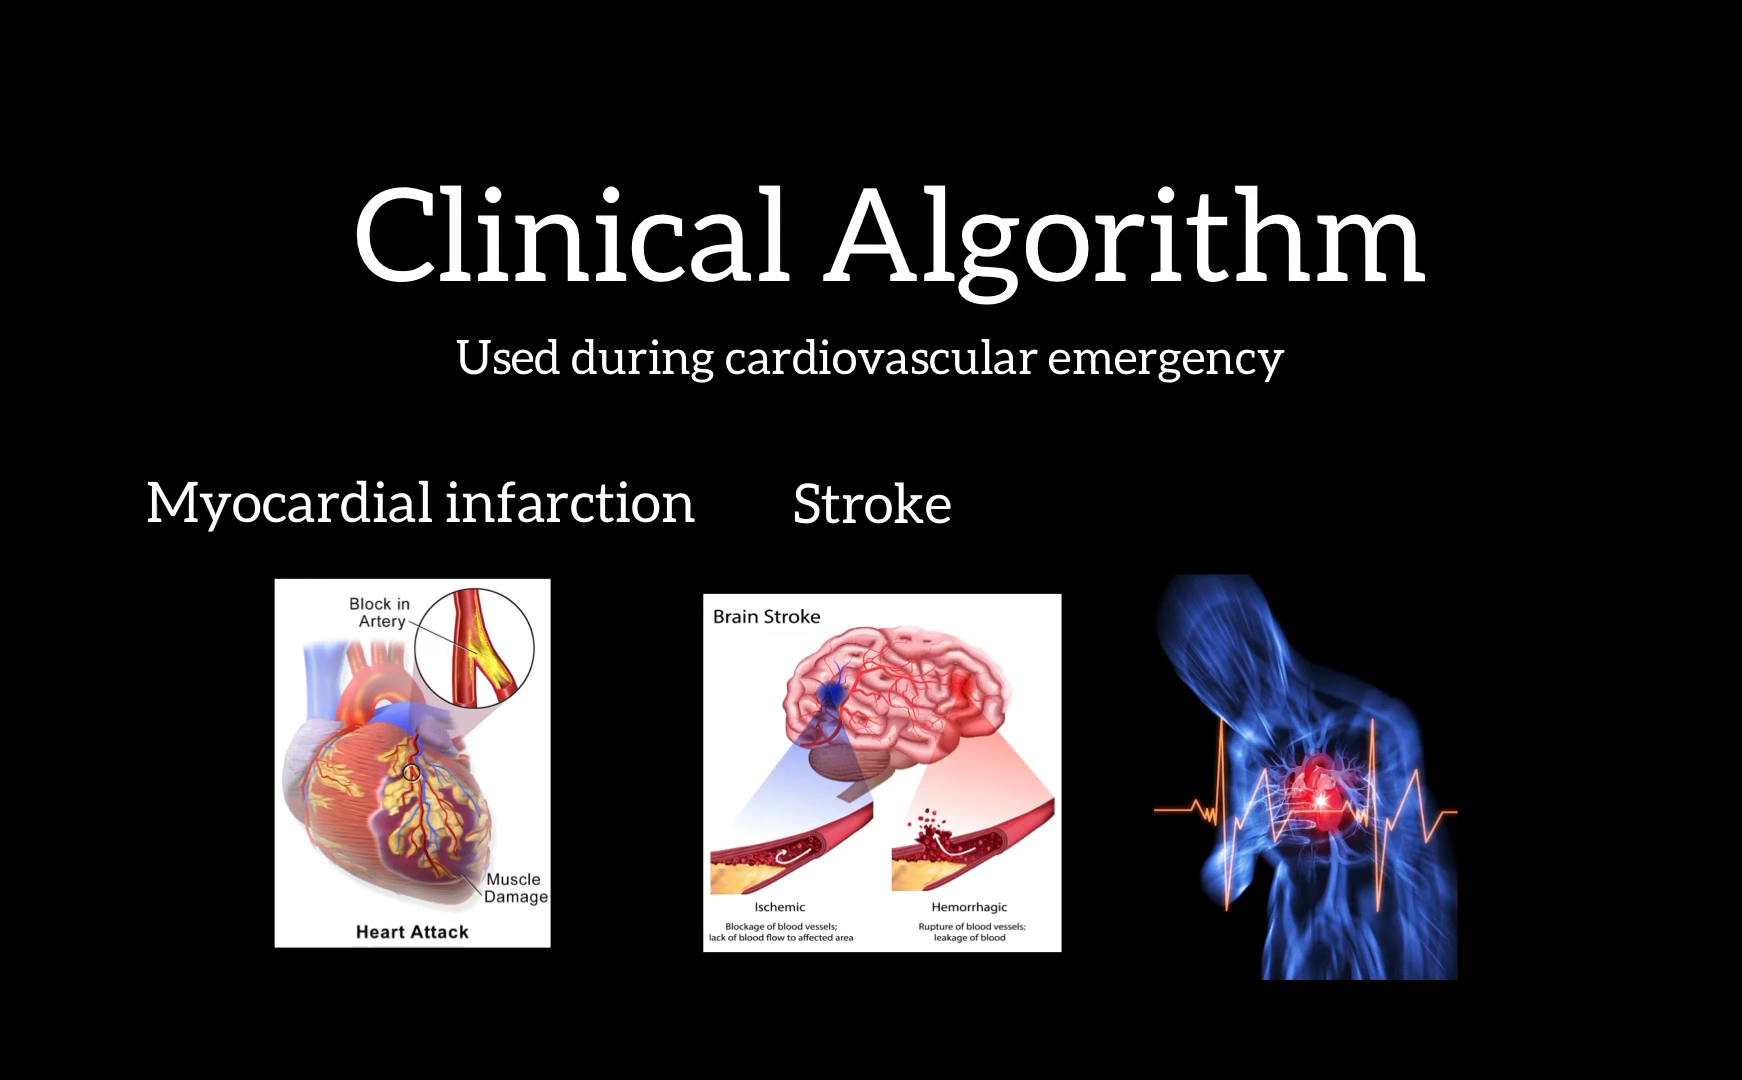 Clinical Algorithm
Used during cardiovascular emergency
Myocardial infarction
Stroke
Block in
Artery
Muscle
Damage
Heart Attack
Brain Stroke
Ischemic
Blockage of blood vessels;
lack of blood flow to affected area
Hemorrhagic
Rupture of blood vessels;
leakage of blood